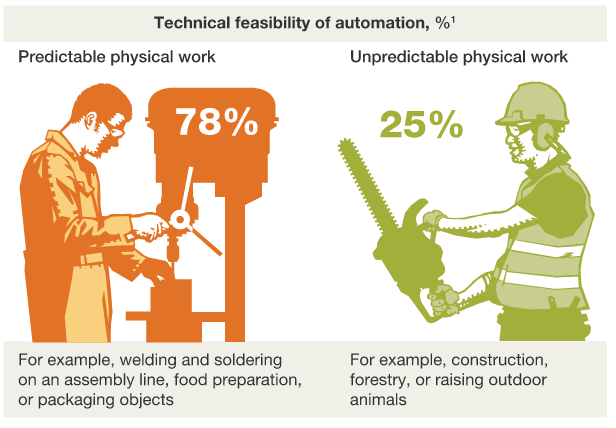 Technical feasibility of automation, %¹
Predictable physical work
Unpredictable physical work
78%
25%
For example, welding and soldering
on an assembly line, food preparation,
or packaging objects
For example, construction,
forestry, or raising outdoor
animals